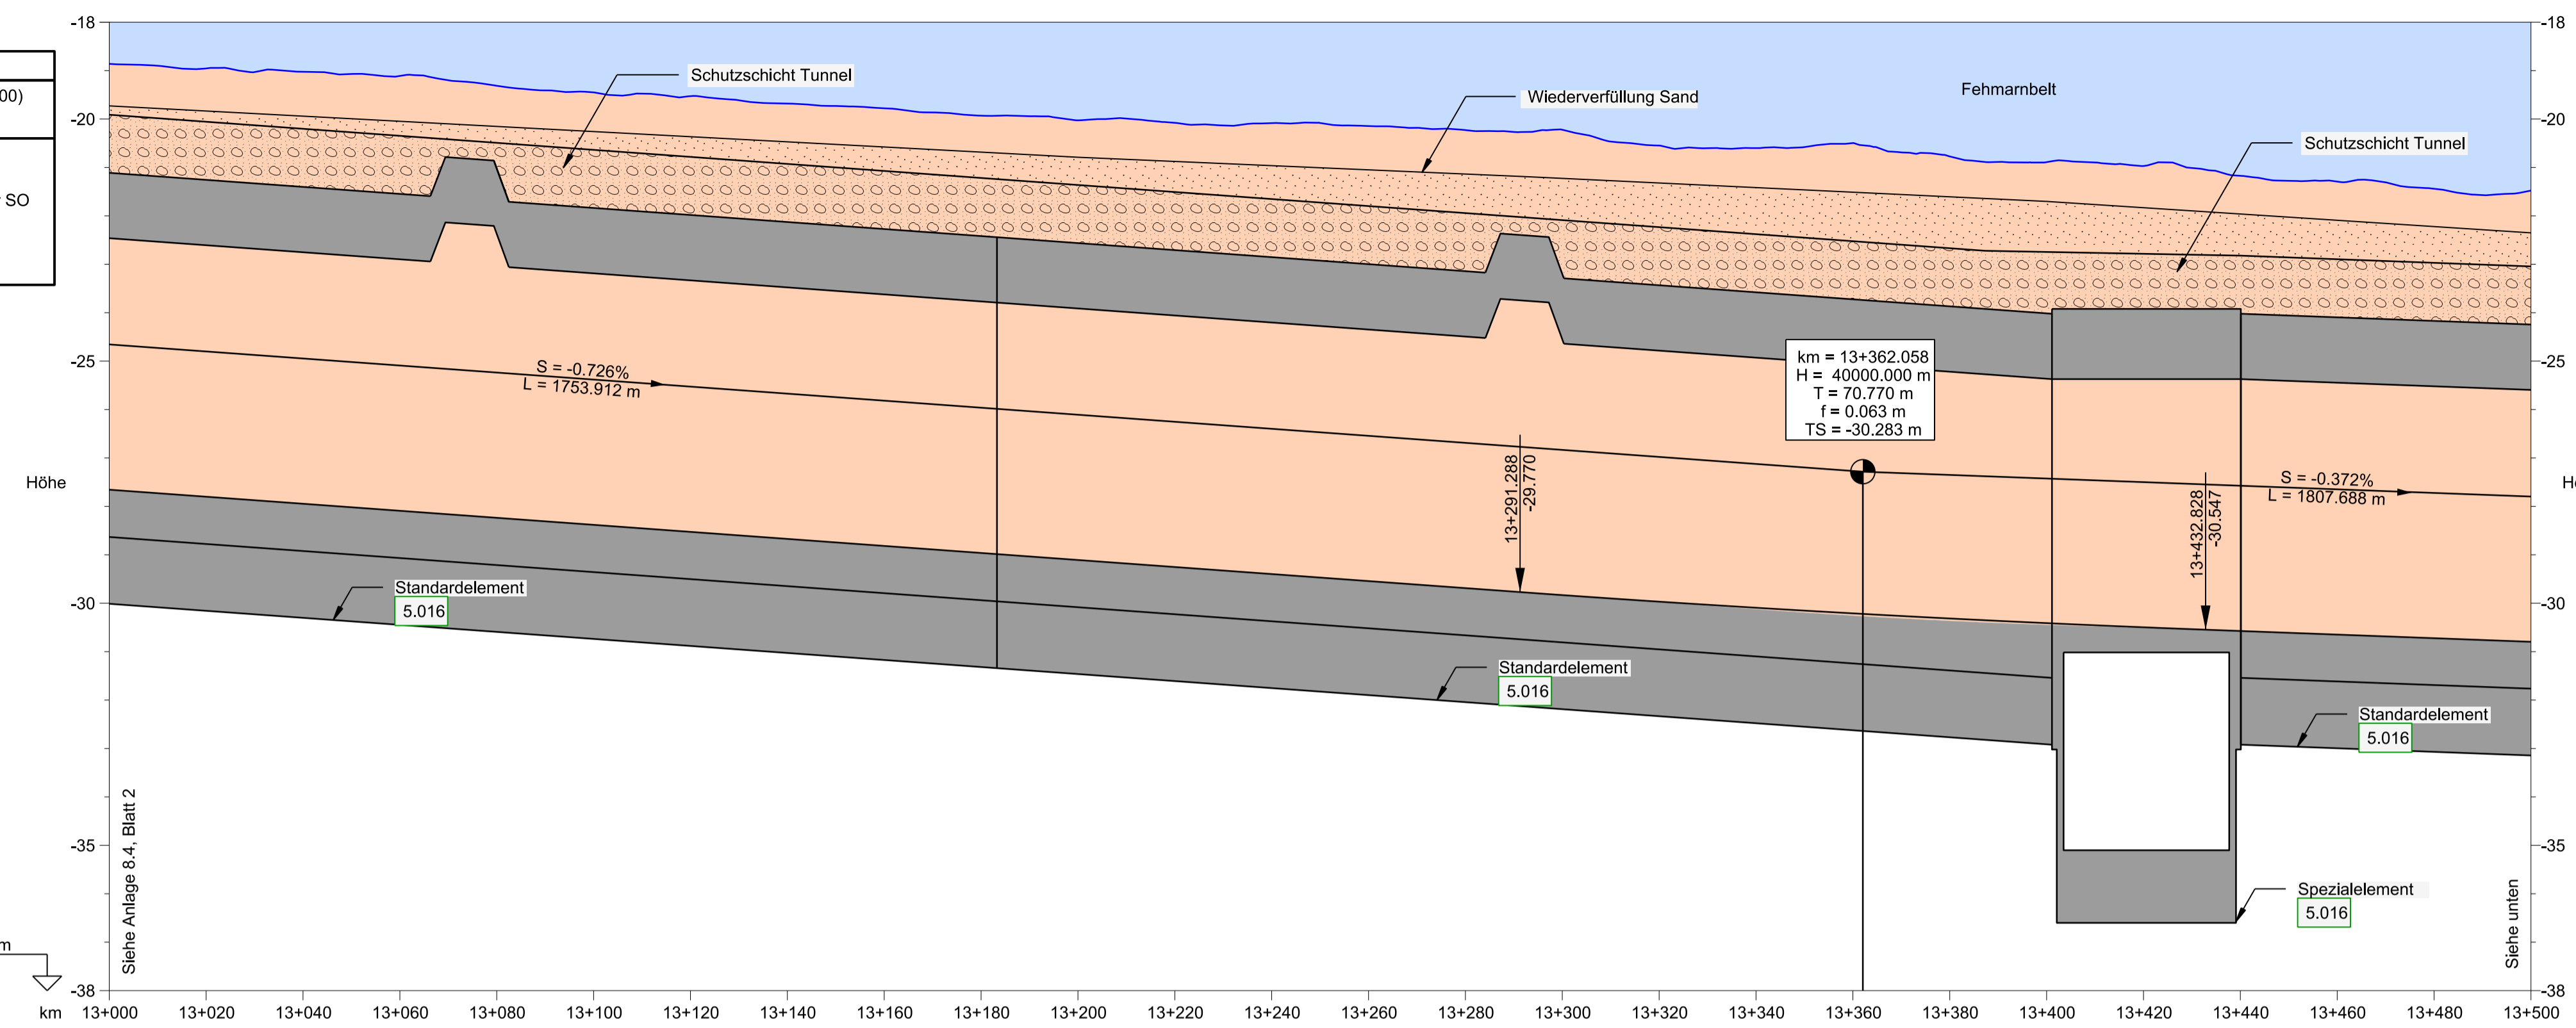 -18
-18
00)
SO
Schutzschicht Tunnel
Wiederverfüllung Sand
Fehmarnbelt
-20
-20
Schutzschicht Tunnel
-25
-25
S = -0.726%
L = 1753.912 m
km = 13+362.058
H = 40000.000 m
T = 70.770 m
f = 0.063 m
TS = -30.283 m
Höhe
13+291.288
-29.770
S = -0.372%
L = 1807.688 m
13+432.828
-30.547
-30
-30
Standardelement
5.016
Standardelement
5.016
Standardelement
5.016
-35
-35
Spezialelement
5.016
Siehe Anlage 8.4, Blatt 2
Siehe unten
m
-38
-38
km
13+000
13+020
13+040
13+060
13+080
13+100
13+120
13+140
13+160
13+180
13+200
13+220
13+240
13+260
13+280
13+300
13+320
13+340
13+360
13+380
13+400
13+420
13+440
13+460
13+480
13+500